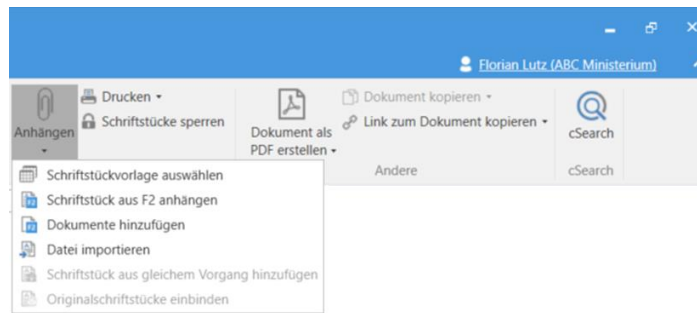 Florian Lutz (ABC Ministerium)
Anhängen
Drucken
Schriftstücke sperren
Dokument als
PDF erstellen
Dokument kopieren
Link zum Dokument kopieren
cSearch
Andere
cSearch
Schriftstückvorlage auswählen
Schriftstück aus F2 anhängen
Dokumente hinzufügen
Datei importieren
Schriftstück aus gleichem Vorgang hinzufügen
Originalschriftstücke einbinden